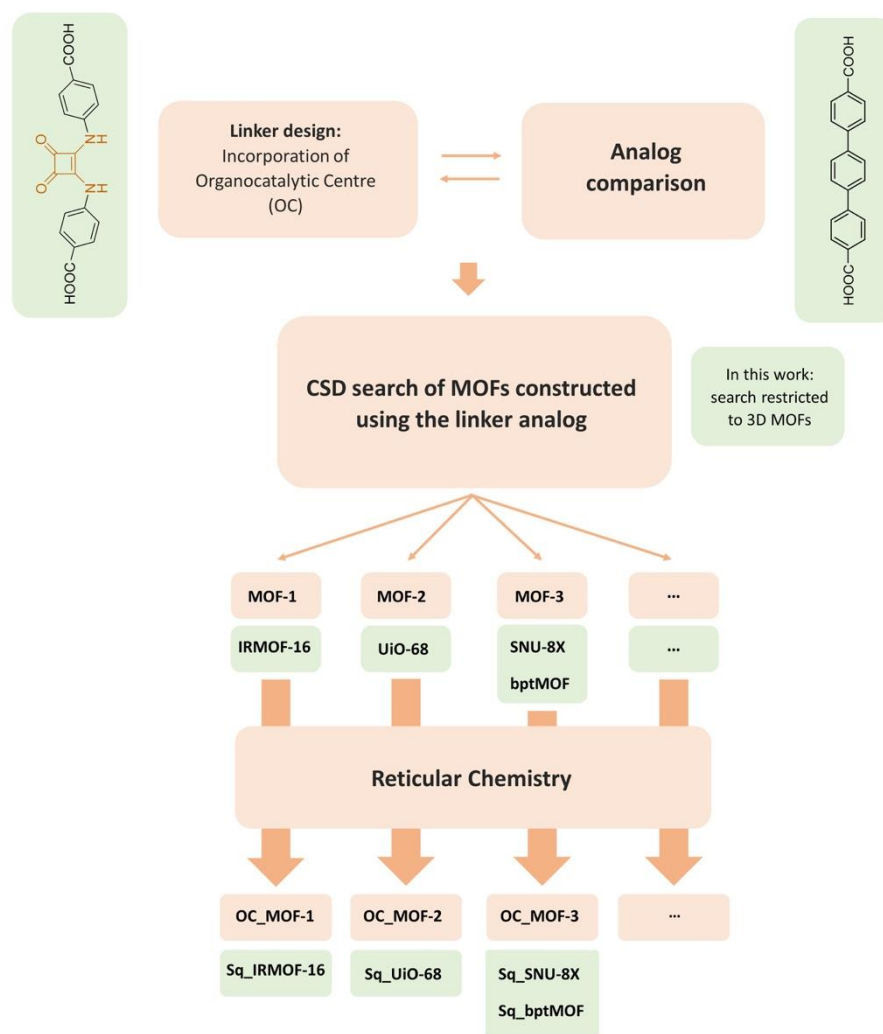 COOH
O
NH
O
NH
HOOC
Linker design:
Incorporation of
Organocatalytic Centre
(OC)
Analog
comparison
COOH
HOOC
CSD search of MOFs constructed
using the linker analog
In this work:
search restricted
to 3D MOFs
MOF-1
MOF-2
MOF-3
...
IRMOF-16
UiO-68
SNU-8X
bptMOF
...
Reticular Chemistry
OC_MOF-1
OC_MOF-2
OC_MOF-3
...
Sq_IRMOF-16
Sq_UiO-68
Sq_SNU-8X
Sq_bptMOF